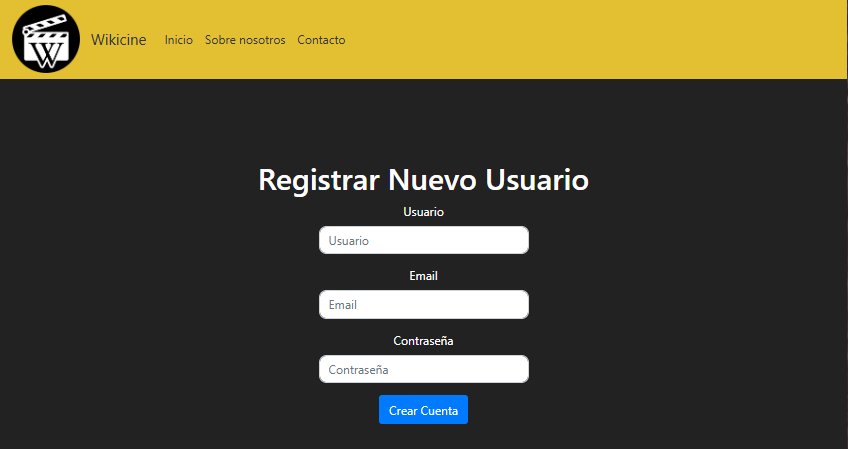 W
Wikicine Inicio Sobre nosotros Contacto
Registrar Nuevo Usuario
Usuario
Usuario
Email
Email
Contraseña
Contraseña
Crear Cuenta